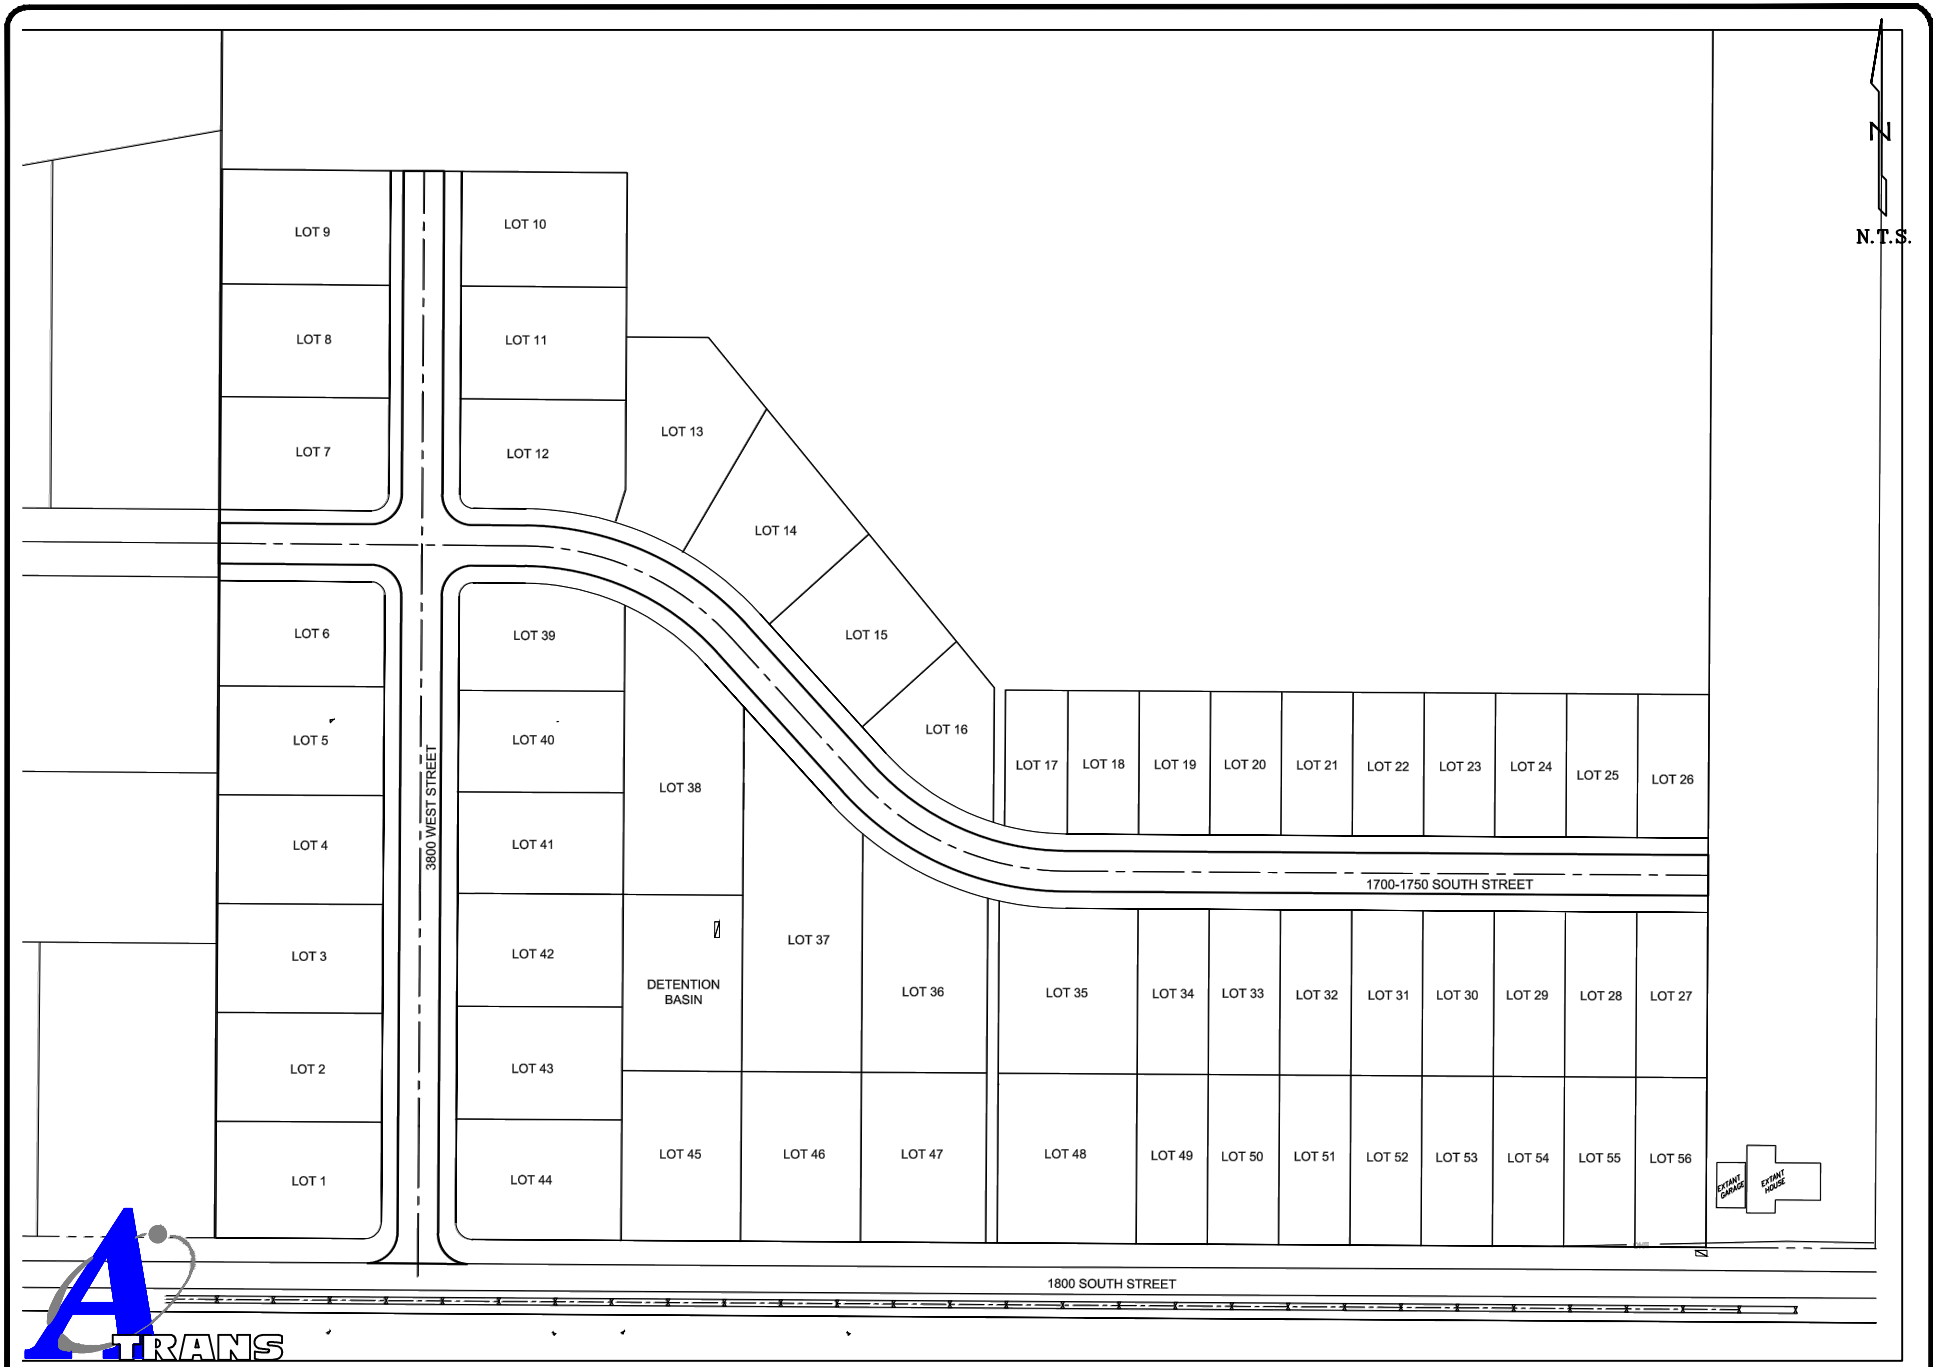 N
N.T.S.
LOT 9
LOT 10
LOT 8
LOT 11
LOT 7
LOT 12
LOT 13
LOT 14
LOT 6
LOT 39
LOT 15
LOT 5
LOT 40
LOT 16
LOT 4
3800 WEST STREET
LOT 41
LOT 38
LOT 17
LOT 18
LOT 19
LOT 20
LOT 21
LOT 22
LOT 23
LOT 24
LOT 25
LOT 26
1700-1750 SOUTH STREET
LOT 3
LOT 42
DETENTION
BASIN
LOT 37
LOT 36
LOT 35
LOT 34
LOT 33
LOT 32
LOT 31
LOT 30
LOT 29
LOT 28
LOT 27
LOT 2
LOT 43
LOT 1
LOT 44
LOT 45
LOT 46
LOT 47
LOT 48
LOT 49
LOT 50
LOT 51
LOT 52
LOT 53
LOT 54
LOT 55
LOT 56
EXTANT
GARAGE
EXTANT
HOUSE
1800 SOUTH STREET
A
TRANS